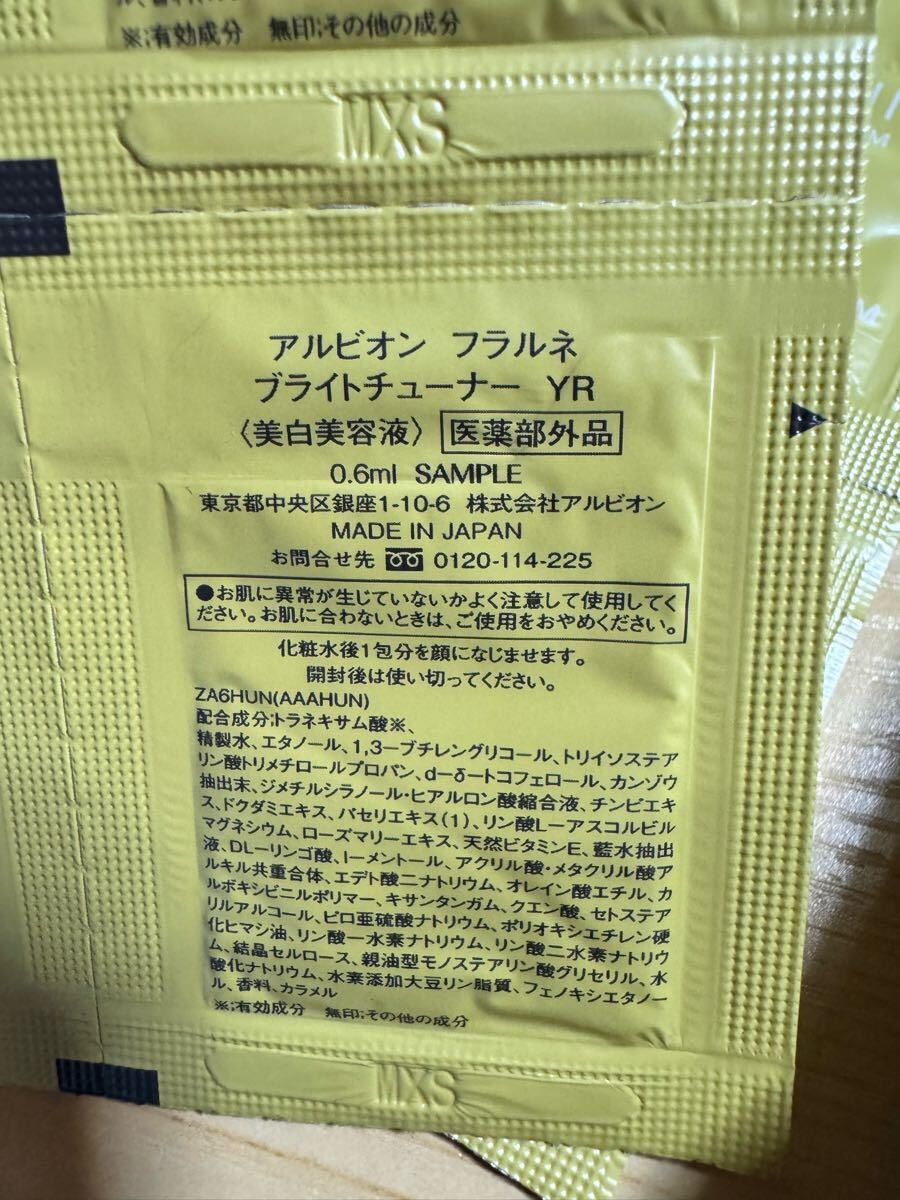 ※;有効成分 無印;その他の成分
MXS
アルビオン フラルネ
ブライトチューナー YR
〈美白美容液〉 医薬部外品
0.6ml SAMPLE
東京都中央区銀座1-10-6 株式会社アルビオン
MADE IN JAPAN
お問合せ先 0120-114-225
●お肌に異常が生じていないかよく注意して使用してく
ださい。お肌に合わないときは、ご使用をおやめください。
化粧水後1包分を顔になじませます。
開封後は使い切ってください。
ZA6HUN(AAAHUN)
配合成分;トラネキサム酸※、
精製水、エタノール、1,3ーブチレングリコール、トリイソステア
リン酸トリメチロールプロパン、dーδートコフェロール、カンゾウ
抽出末、ジメチルシラノール・ヒアルロン酸縮合液、チンピエキ
ス、ドクダミエキス、パセリエキス(1)、リン酸Lーアスコルビル
マグネシウム、ローズマリーエキス、天然ビタミンE、藍水抽出
液、DLーリンゴ酸、lーメントール、アクリル酸・メタクリル酸ア
ルキル共重合体、エデト酸二ナトリウム、オレイン酸エチル、カ
ルボキシビニルポリマー、キサンタンガム、クエン酸、セトステア
リルアルコール、ピロ亜硫酸ナトリウム、ポリオキシエチレン硬
化ヒマシ油、リン酸一水素ナトリウム、リン酸二水素ナトリウ
ム、結晶セルロース、親油型モノステアリン酸グリセリル、水
酸化ナトリウム、水素添加大豆リン脂質、フェノキシエタノー
ル、香料、カラメル
※;有効成分 無印;その他の成分
MXS